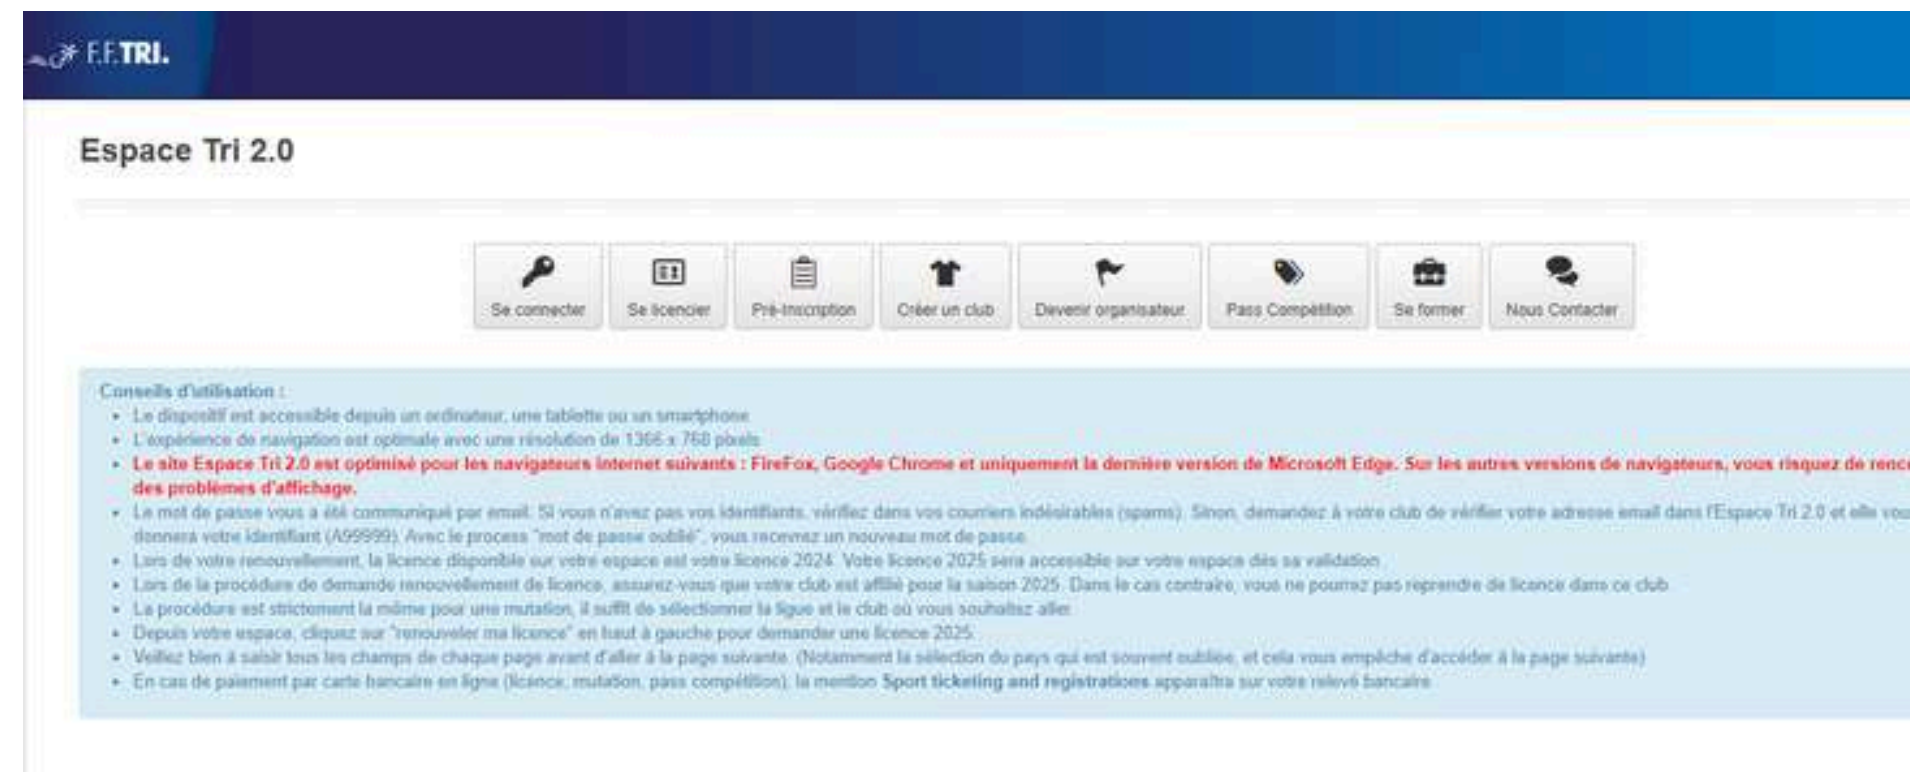 F.F.TRI.
Espace Tri 2.0
Se connecter
Se licencier
Pré-Inscription
Créer un club
Devenir organisateur
Pass Compétition
Se former
Nous Contacter
Conseils d'utilisation :
• Le dispositif est accessible depuis un ordinateur, une tablette ou un smartphone
• L'expérience de navigation est optimale avec une résolution de 1366 x 768 pixels
• Le site Espace Tri 2.0 est optimisé pour les navigateurs internet suivants : FireFox, Google Chrome et uniquement la dernière version de Microsoft Edge. Sur les autres versions de navigateurs, vous risquez de renc
des problèmes d'affichage.
• Le mot de passe vous a été communiqué par email. Si vous n'avez pas vos identifiants, vérifiez dans vos courriers indésirables (spams). Sinon, demandez à votre club de vérifier votre adresse email dans l'Espace Tri 2.0 et elle vou
donnera votre identifiant (A99999). Avec le process "mot de passe oublié", vous recevrez un nouveau mot de passe.
• Lors de votre renouvellement, la licence disponible sur votre espace est votre licence 2024. Votre licence 2025 sera accessible sur votre espace dès sa validation.
• Lors de la procédure de demande renouvellement de licence, assurez-vous que votre club est affilié pour la saison 2025. Dans le cas contraire, vous ne pourrez pas reprendre de licence dans ce club.
• La procédure est strictement la même pour une mutation, il suffit de sélectionner la ligue et le club où vous souhaitez aller.
• Depuis votre espace, cliquez sur "renouveler ma licence" en haut à gauche pour demander une licence 2025.
• Veillez bien à saisir tous les champs de chaque page avant d'aller à la page suivante. (Notamment la sélection du pays qui est souvent oubliée, et cela vous empêche d'accéder à la page suivante)
• En cas de paiement par carte bancaire en ligne (licence, mutation, pass compétition), la mention Sport ticketing and registrations apparaîtra sur votre relevé bancaire.